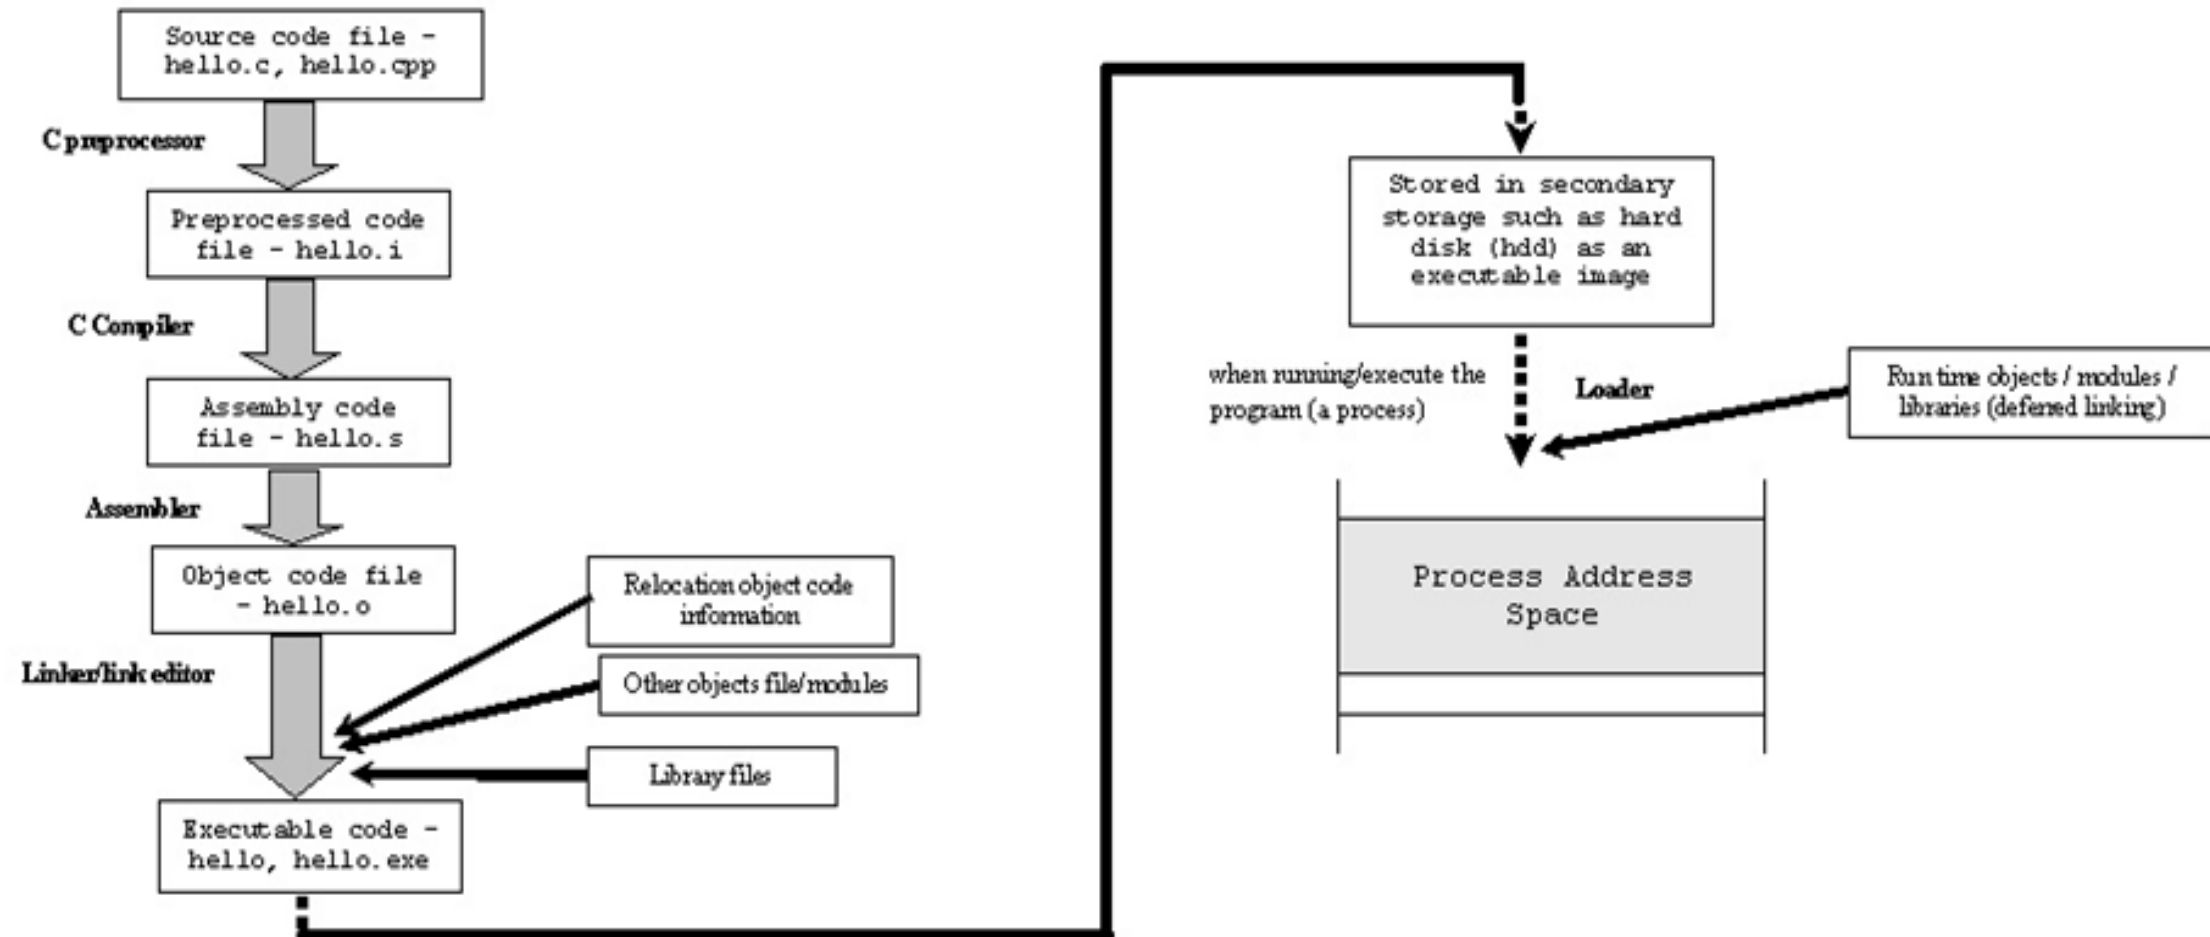 Source code file -
hello.c, hello.cpp
C preprocessor
Preprocessed code
file - hello.i
C Compiler
Assembly code
file - hello.s
Assembler
Object code file
- hello.o
Linker/link editor
Relocation object code
information
Other objects file/modules
Library files
Executable code -
hello, hello.exe
Stored in secondary
storage such as hard
disk (hdd) as an
executable image
when running/execute the
program (a process)
Loader
Run time objects / modules /
libraries (deferred linking)
Process Address
Space